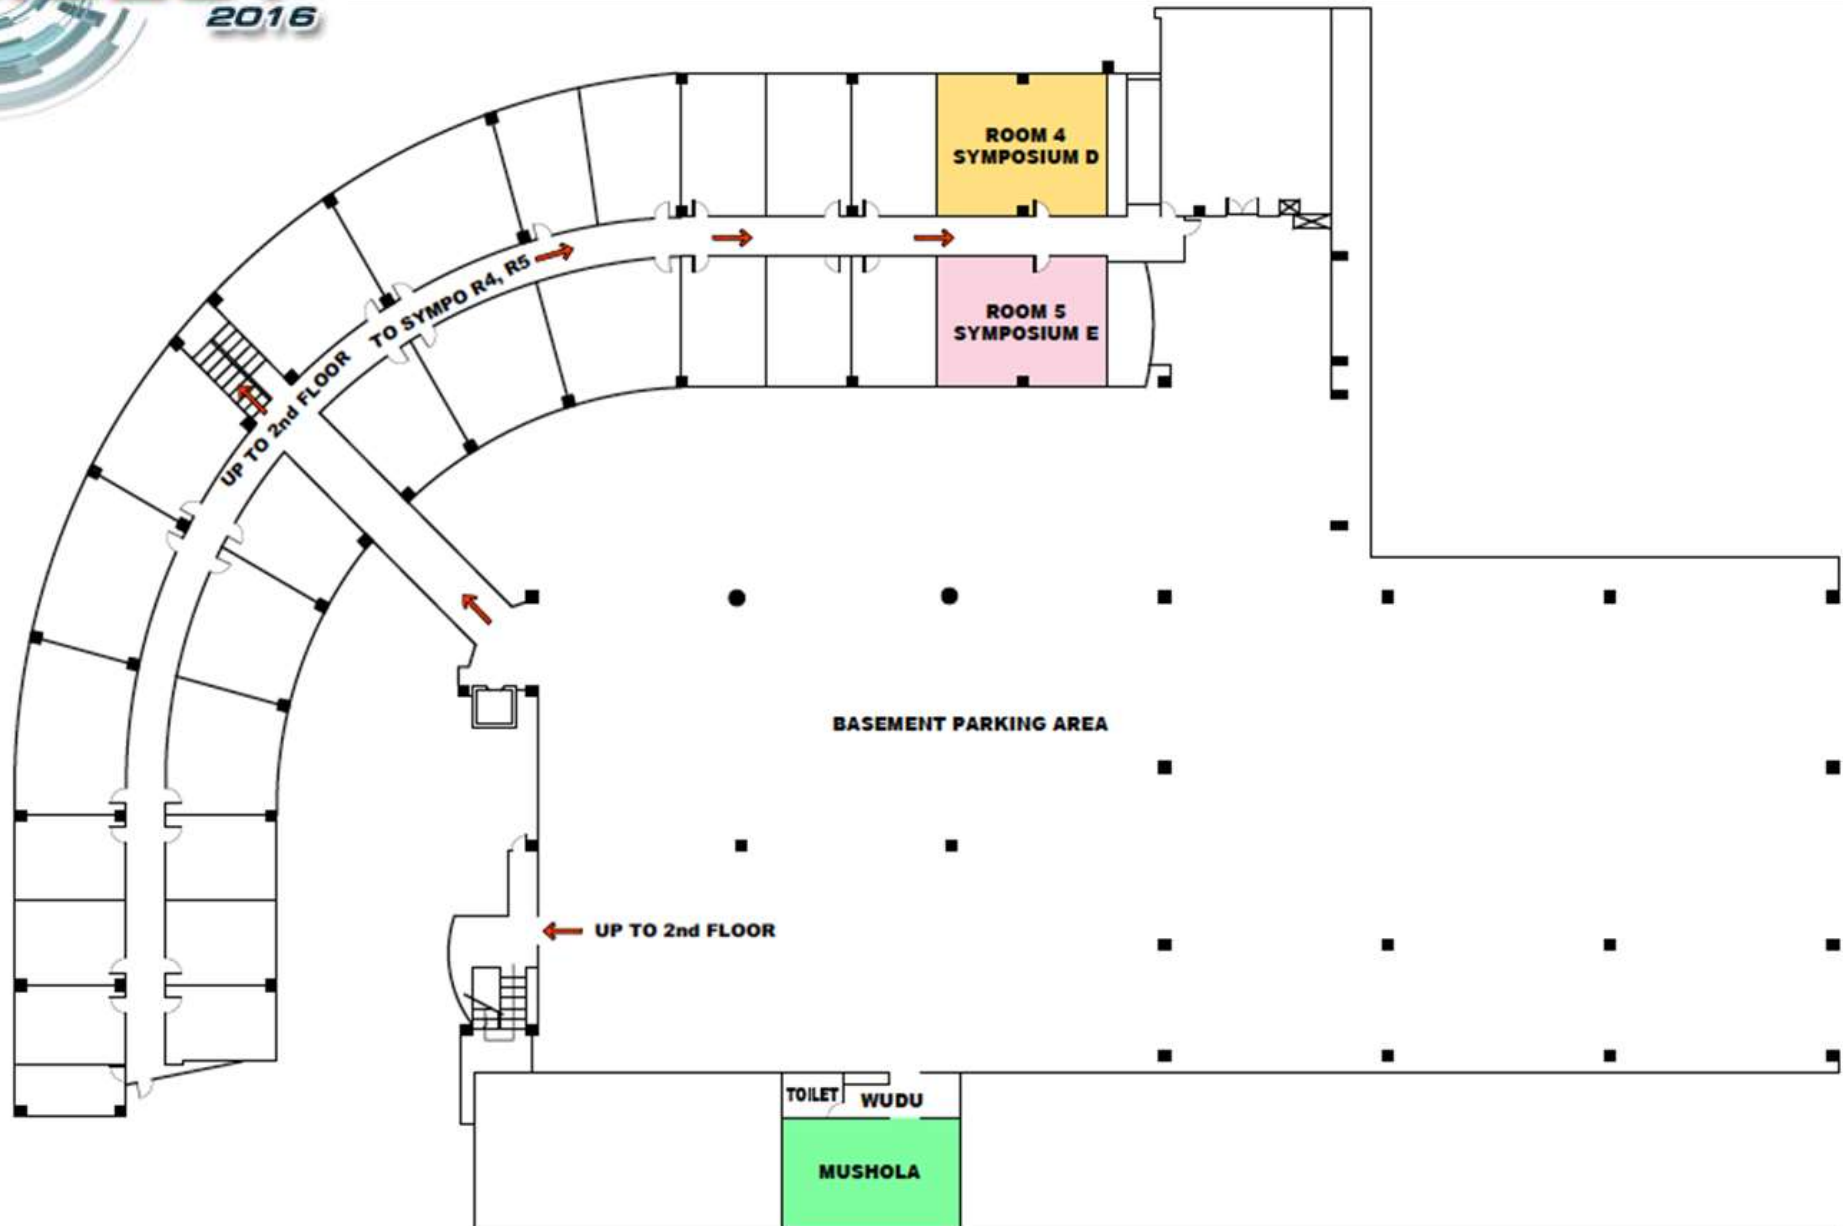 2016
ROOM 4
SYMPOSIUM D
TO SYMPO R4, R5
ROOM 5
SYMPOSIUM E
UP TO 2nd FLOOR
BASEMENT PARKING AREA
UP TO 2nd FLOOR
TOILET
WUDU
MUSHOLA